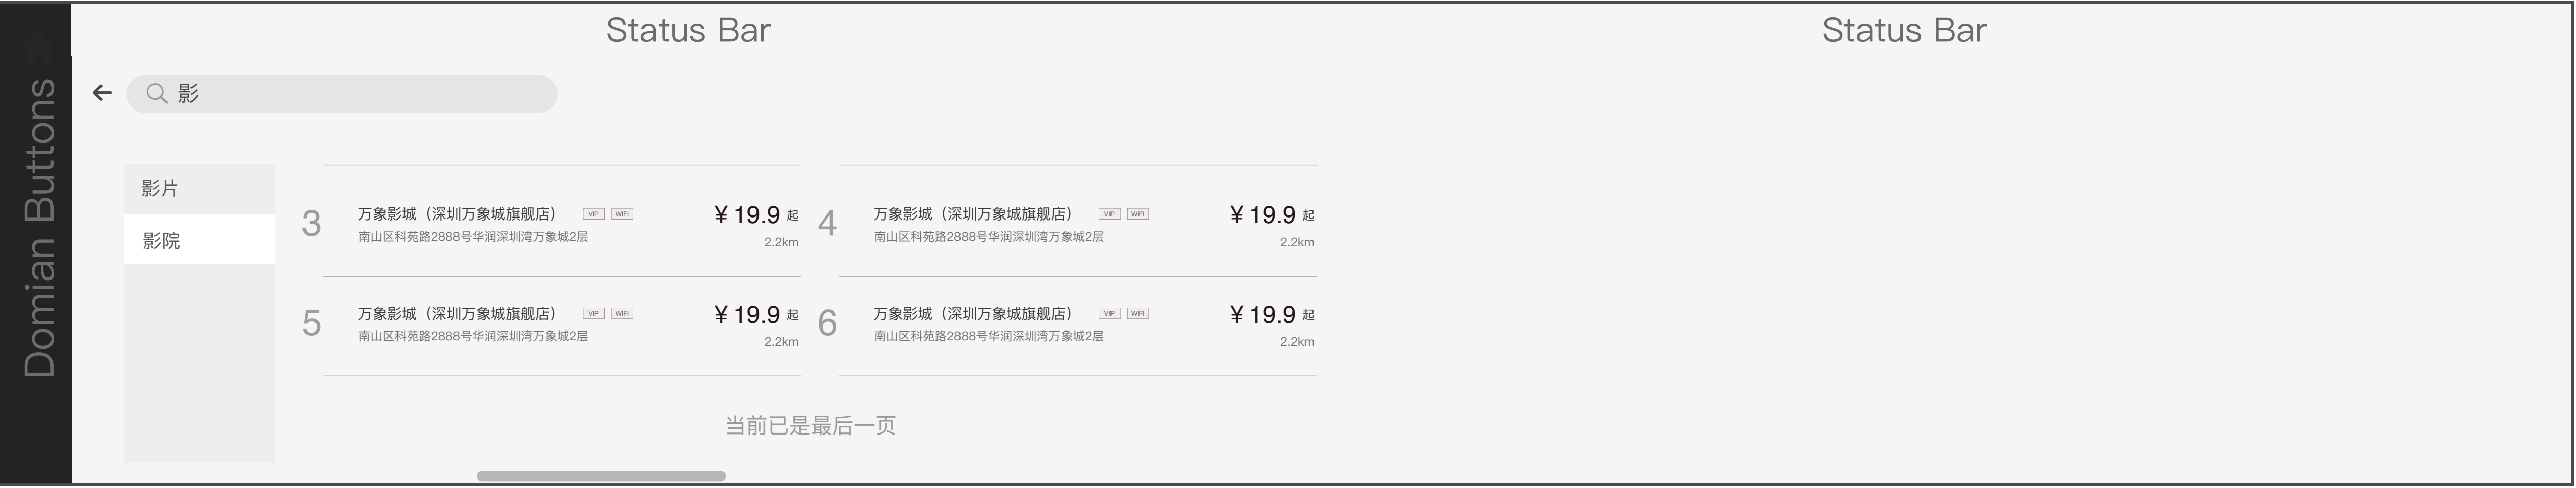 Status Bar
Status Bar
Domian Buttons
影
影片
影院
3
万象影城（深圳万象城旗舰店） VIP WIFI
¥ 19.9 起
南山区科苑路2888号华润深圳湾万象城2层
2.2km
4
万象影城（深圳万象城旗舰店） VIP WIFI
¥ 19.9 起
南山区科苑路2888号华润深圳湾万象城2层
2.2km
5
万象影城（深圳万象城旗舰店） VIP WIFI
¥ 19.9 起
南山区科苑路2888号华润深圳湾万象城2层
2.2km
6
万象影城（深圳万象城旗舰店） VIP WIFI
¥ 19.9 起
南山区科苑路2888号华润深圳湾万象城2层
2.2km
当前已是最后一页